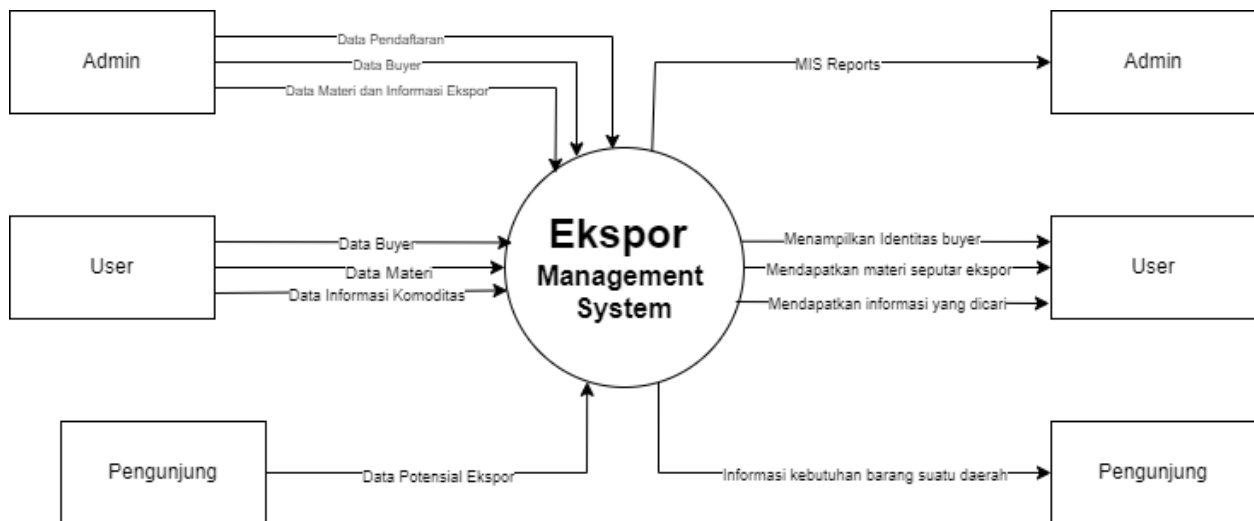 Admin
Data Pendaftaran
Data Buyer
Data Materi dan Informasi Ekspor
MIS Reports
Admin
User
Data Buyer
Data Materi
Data Informasi Komoditas
Ekspor
Management
System
Menampilkan Identitas buyer
Mendapatkan materi seputar ekspor
Mendapatkan informasi yang dicari
User
Pengunjung
Data Potensial Ekspor
Informasi kebutuhan barang suatu daerah
Pengunjung